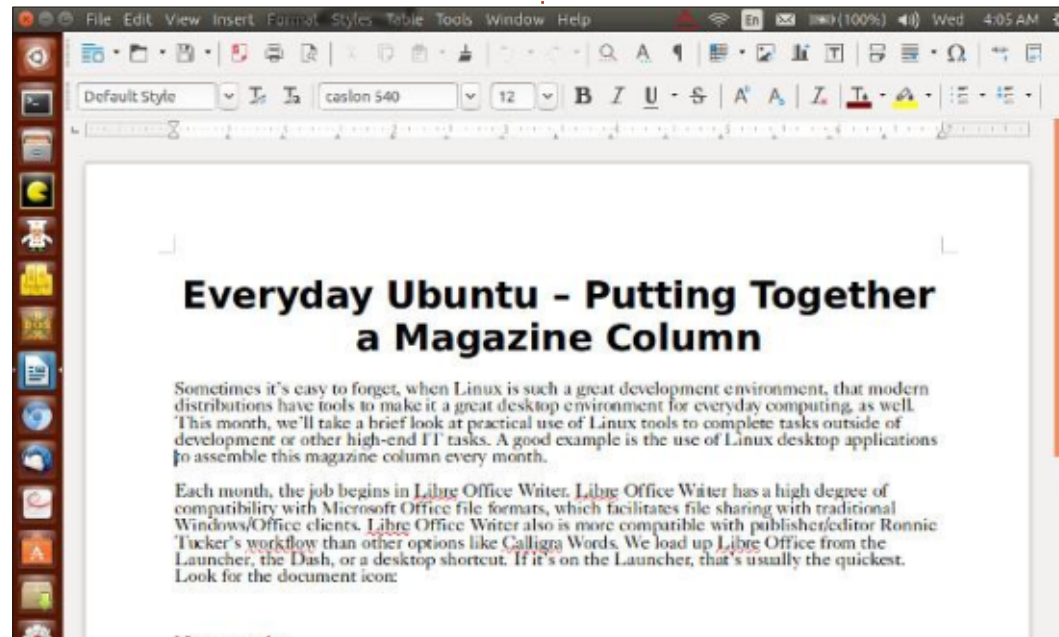 File Edit View Insert Format Styles Table Tools Window Help En (100%) Wed 4:05 AM
Default Style caslon 540 12 B I U S
Everyday Ubuntu – Putting Together
a Magazine Column
Sometimes it's easy to forget, when Linux is such a great development environment, that modern
distributions have tools to make it a great desktop environment for everyday computing, as well.
This month, we'll take a brief look at practical use of Linux tools to complete tasks outside of
development or other high-end IT tasks. A good example is the use of Linux desktop applications
to assemble this magazine column every month.
Each month, the job begins in Libre Office Writer. Libre Office Writer has a high degree of
compatibility with Microsoft Office file formats, which facilitates file sharing with traditional
Windows/Office clients. Libre Office Writer also is more compatible with publisher/editor Ronnie
Tucker's workflow than other options like Calligra Words. We load up Libre Office from the
Launcher, the Dash, or a desktop shortcut. If it's on the Launcher, that's usually the quickest.
Look for the document icon: